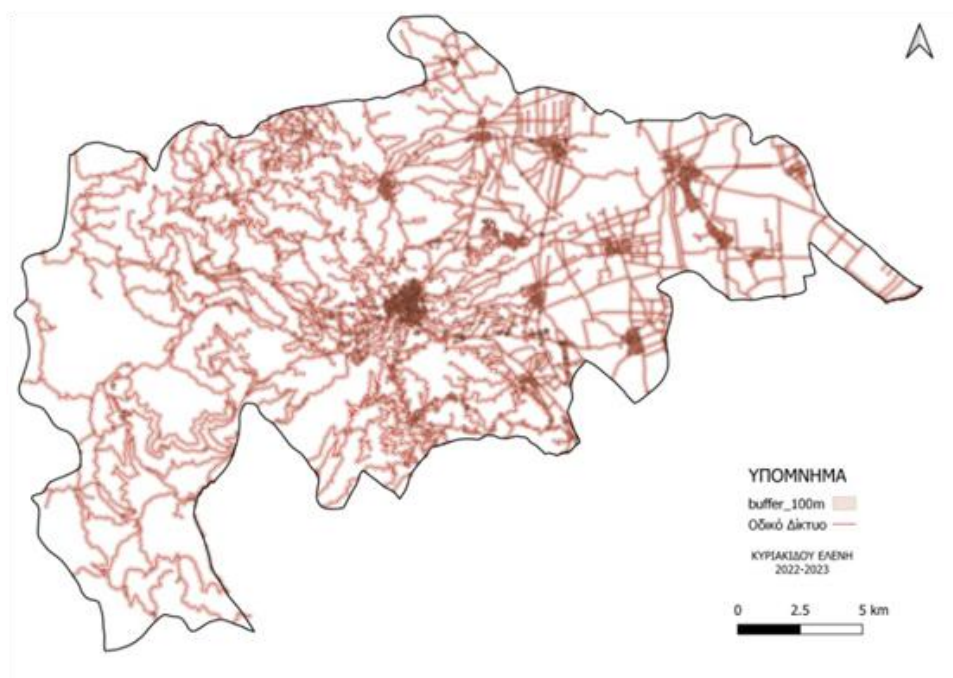 ΥΠΟΜΝΗΜΑ
buffer_100m
Οδικό Δίκτυο
ΚΥΡΙΑΚΙΔΟΥ ΕΛΕΝΗ
2022-2023
0 2.5 5 km